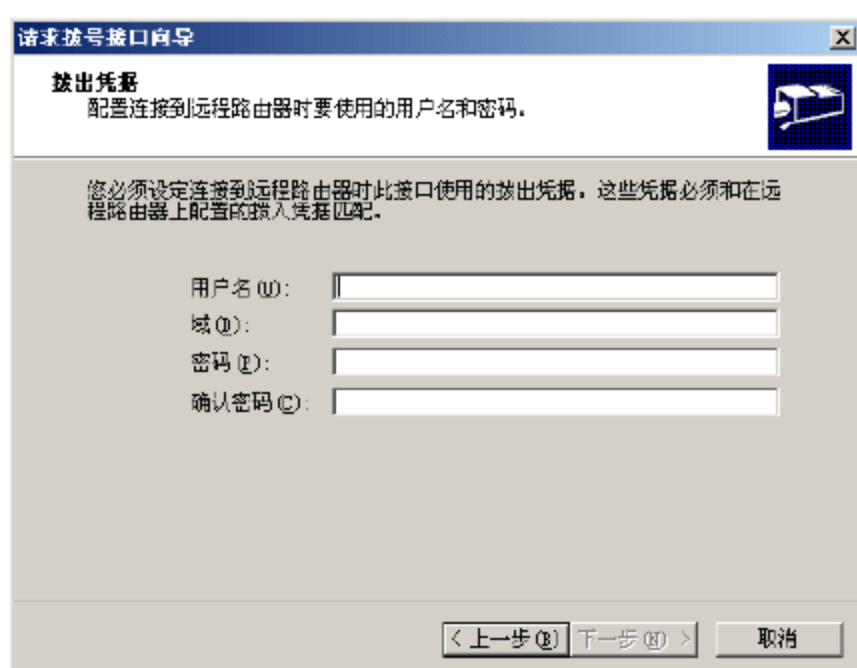 请求拨号接口向导
拨出凭据
配置连接到远程路由器时要使用的用户名和密码。
您必须设定连接到远程路由器时此接口使用的拨出凭据。这些凭据必须和在远
程路由器上配置的拨入凭据匹配。
用户名(U):
域(D):
密码(P):
确认密码(C):
< 上一步(B)
下一步(N) >
取消